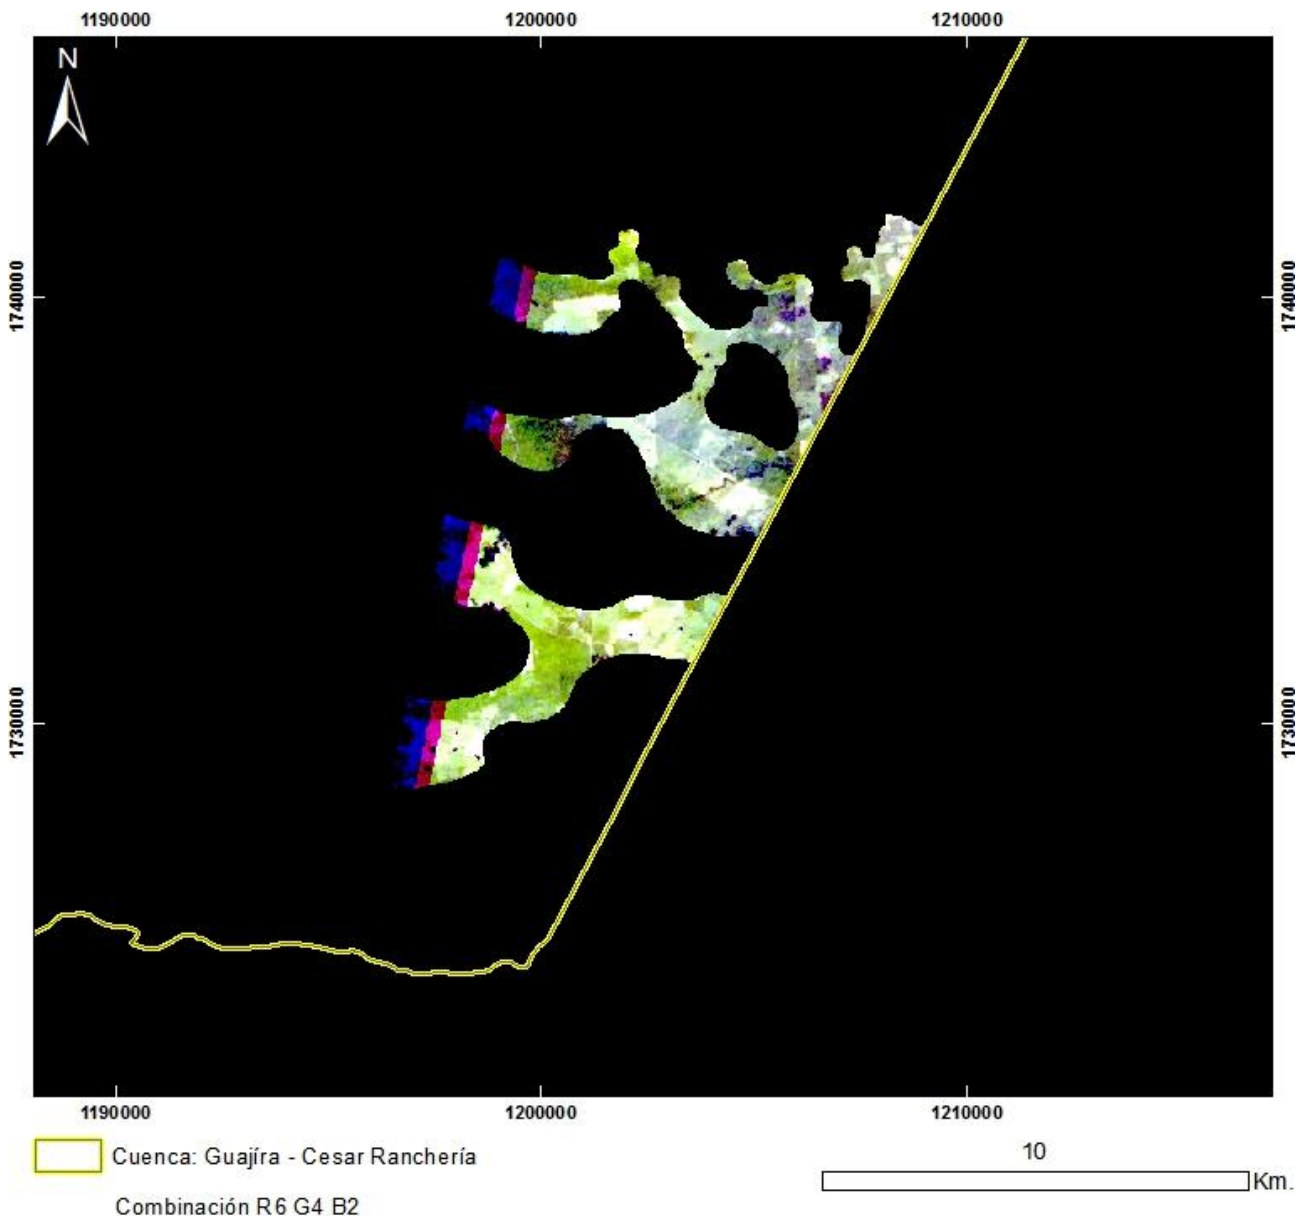 1190000 1200000 1210000
N
1740000 1740000
1730000 1730000
1190000 1200000 1210000
Cuenca: Guajíra - Cesar Ranchería
10
Km.
Combinación R6 G4 B2